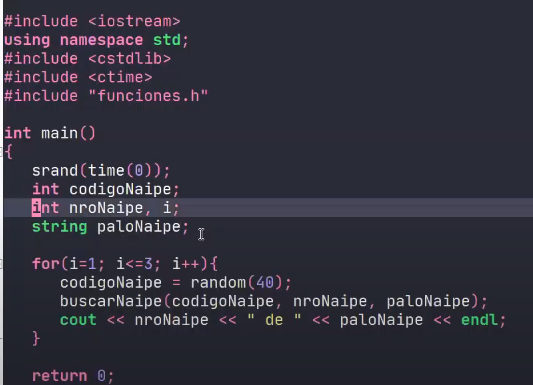 #include <iostream>
using namespace std;
#include <cstdlib>
#include <ctime>
#include "funciones.h"
int main()
{
srand(time(0));
int codigoNaipe;
int nroNaipe, i;
string paloNaipe;
for(i=1; i<=3; i++){
codigoNaipe = random(40);
buscarNaipe(codigoNaipe, nroNaipe, paloNaipe);
cout << nroNaipe << " de " << paloNaipe << endl;
}
return 0;